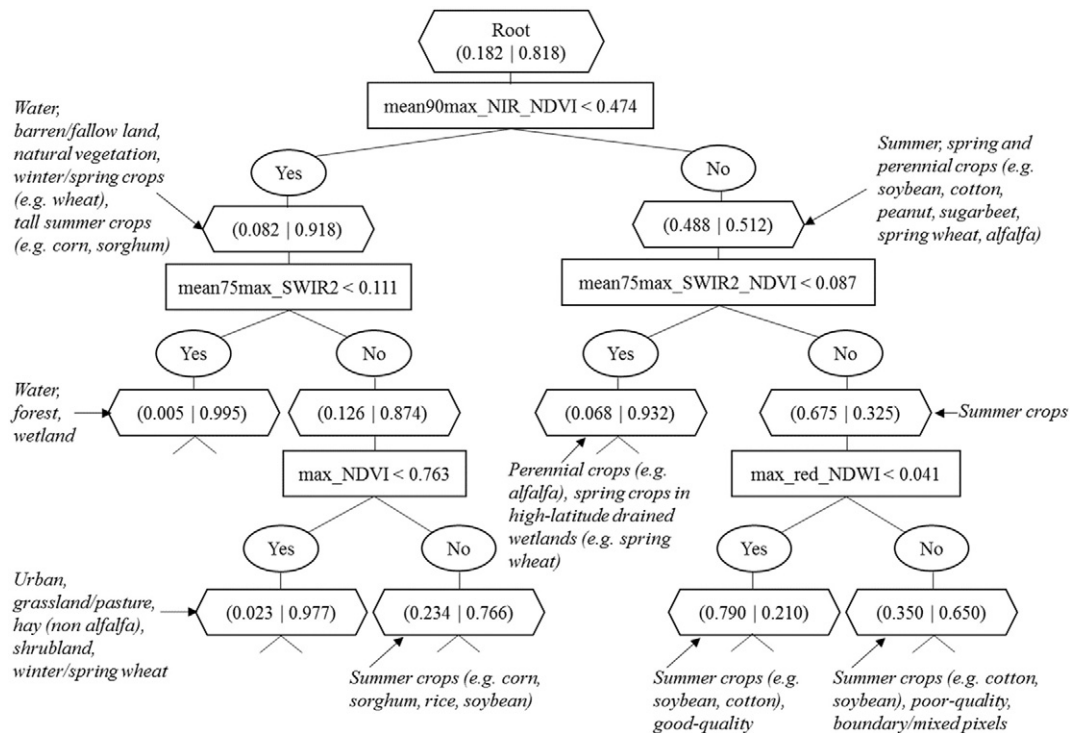 Root
(0.182 | 0.818)
mean90max_NIR_NDVI < 0.474
Water,
barren/fallow land,
natural vegetation,
winter/spring crops
(e.g. wheat),
tall summer crops
(e.g. corn, sorghum)
Yes
No
Summer, spring and
perennial crops (e.g.
soybean, cotton,
peanut, sugarbeet,
spring wheat, alfalfa)
(0.082 | 0.918)
(0.488 | 0.512)
mean75max_SWIR2 < 0.111
mean75max_SWIR2_NDVI < 0.087
Yes
No
Yes
No
Water,
forest,
wetland
(0.005 | 0.995)
(0.126 | 0.874)
(0.068 | 0.932)
(0.675 | 0.325)
Summer crops
max_NDVI < 0.763
Perennial crops (e.g.
alfalfa), spring crops in
high-latitude drained
wetlands (e.g. spring
wheat)
max_red_NDWI < 0.041
Yes
No
Yes
No
Urban,
grassland/pasture,
hay (non alfalfa),
shrubland,
winter/spring wheat
(0.023 | 0.977)
(0.234 | 0.766)
(0.790 | 0.210)
(0.350 | 0.650)
Summer crops (e.g. corn,
sorghum, rice, soybean)
Summer crops (e.g.
soybean, cotton),
good-quality
Summer crops (e.g. cotton,
soybean), poor-quality,
boundary/mixed pixels